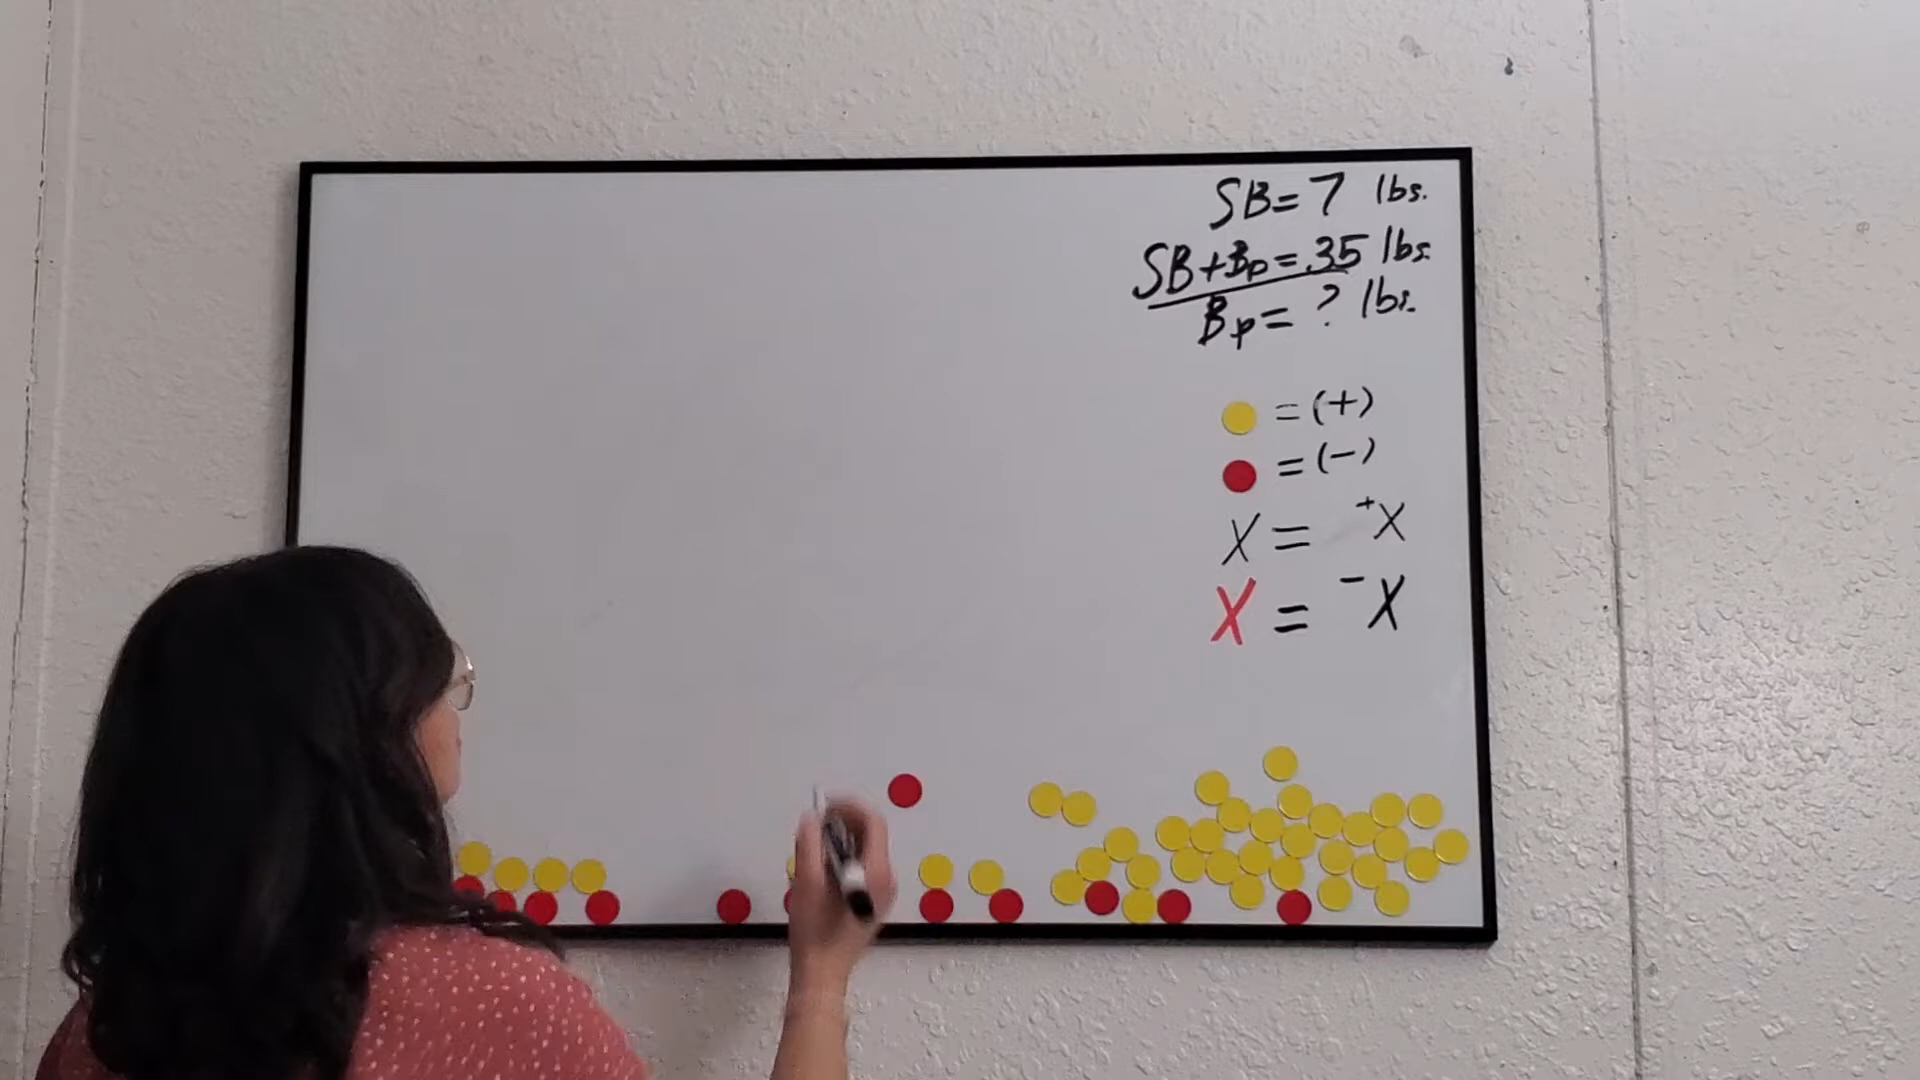 SB = 7 lbs.
SB + Bp = 35 lbs.
Bp = ? lbs.
= (+)
= (-)
X = +X
X = -X